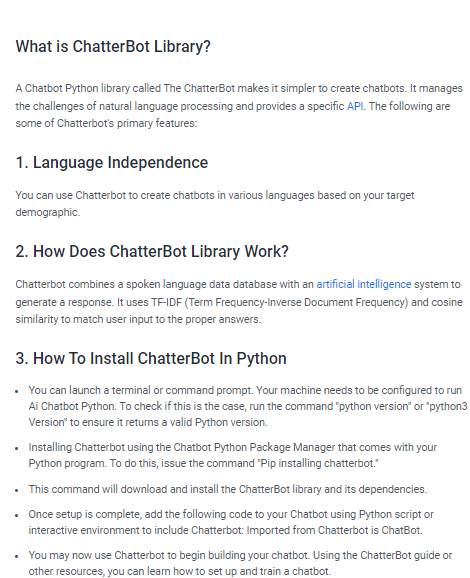 What is ChatterBot Library?
A Chatbot Python library called The ChatterBot makes it simpler to create chatbots. It manages
the challenges of natural language processing and provides a specific API. The following are
some of Chatterbot's primary features:
1. Language Independence
You can use Chatterbot to create chatbots in various languages based on your target
demographic.
2. How Does ChatterBot Library Work?
Chatterbot combines a spoken language data database with an artificial intelligence system to
generate a response. It uses TF-IDF (Term Frequency-Inverse Document Frequency) and cosine
similarity to match user input to the proper answers.
3. How To Install ChatterBot In Python
• You can launch a terminal or command prompt. Your machine needs to be configured to run
Ai Chatbot Python. To check if this is the case, run the command "python version" or "python3
Version" to ensure it returns a valid Python version.
• Installing Chatterbot using the Chatbot Python Package Manager that comes with your
Python program. To do this, issue the command "Pip installing chatterbot."
• This command will download and install the ChatterBot library and its dependencies.
• Once setup is complete, add the following code to your Chatbot using Python script or
interactive environment to include Chatterbot: Imported from Chatterbot is ChatBot.
• You may now use Chatterbot to begin building your chatbot. Using the ChatterBot guide or
other resources, you can learn how to set up and train a chatbot.